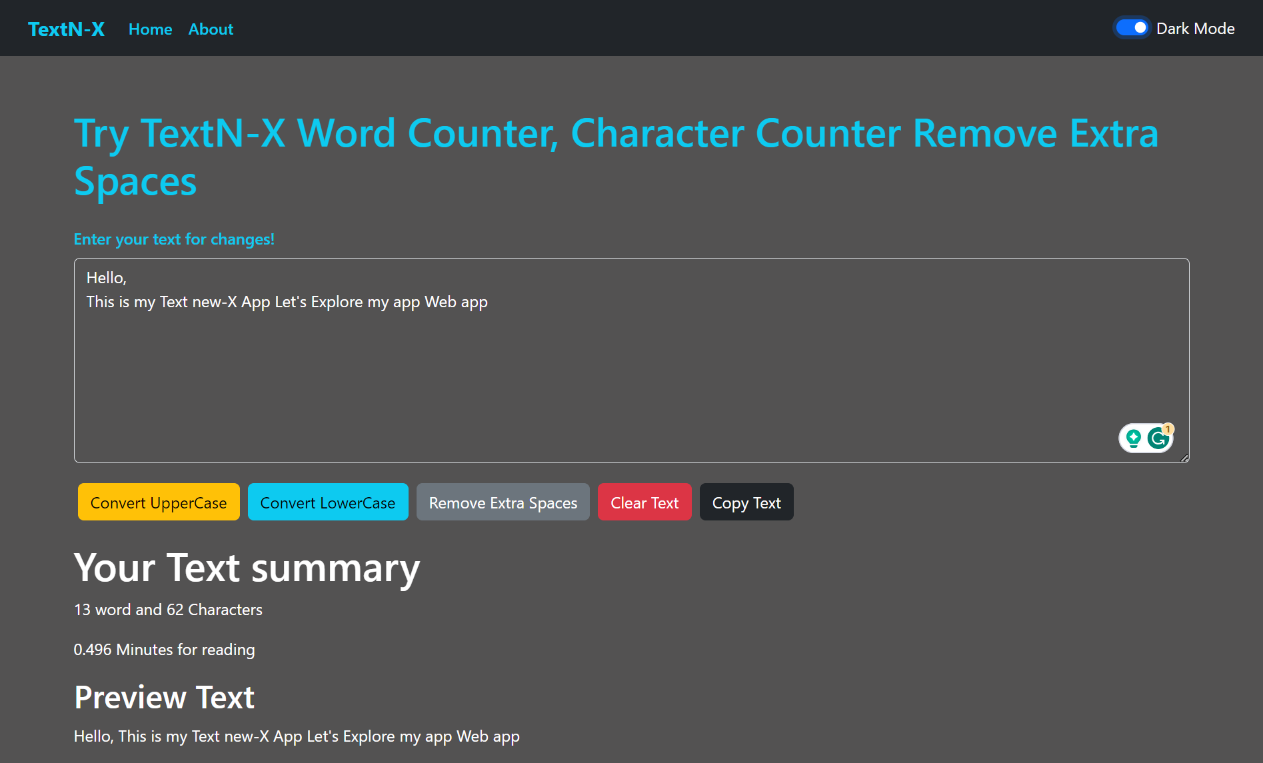 TextN-X Home About Dark Mode
Try TextN-X Word Counter, Character Counter Remove Extra
Spaces
Enter your text for changes!
Hello,
This is my Text new-X App Let's Explore my app Web app
1
Convert UpperCase Convert LowerCase Remove Extra Spaces Clear Text Copy Text
Your Text summary
13 word and 62 Characters
0.496 Minutes for reading
Preview Text
Hello, This is my Text new-X App Let's Explore my app Web app